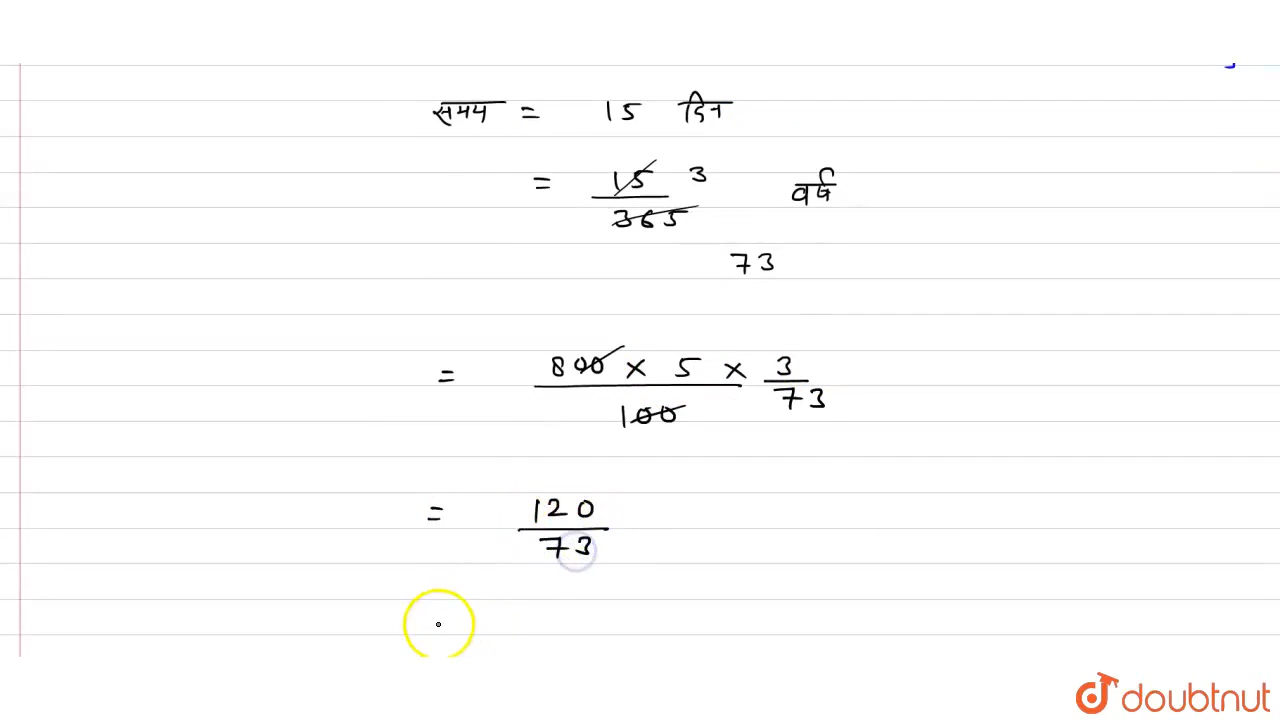 समय = 15 दिन
= 15 3 वर्ष
365
73
= 800 × 5 × 3
100 73
= 120
73
doubtnut